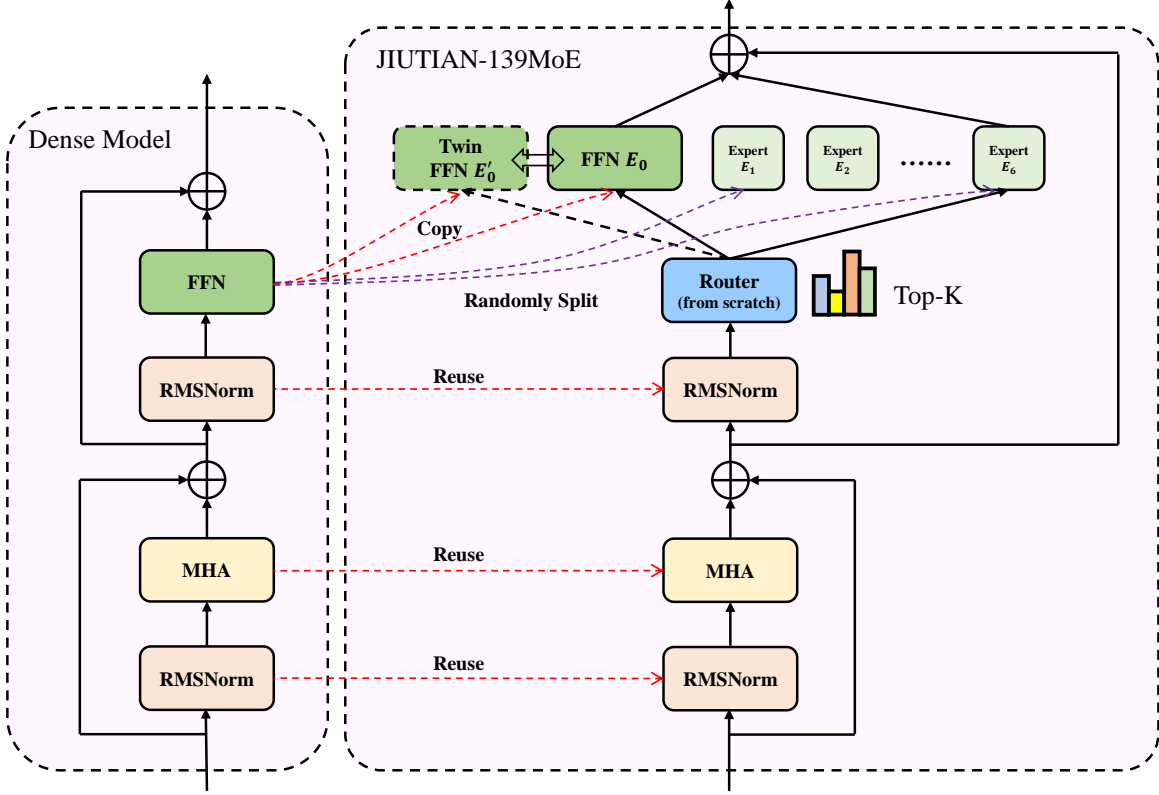 Dense Model
FFN
RMSNorm
MHA
RMSNorm
Copy
Randomly Split
Reuse
Reuse
Reuse
JIUTIAN-139MoE
Twin
FFN E₀′
FFN E₀
Expert
E₁
Expert
E₂
......
Expert
E₆
Router
(from scratch)
Top-K
RMSNorm
MHA
RMSNorm